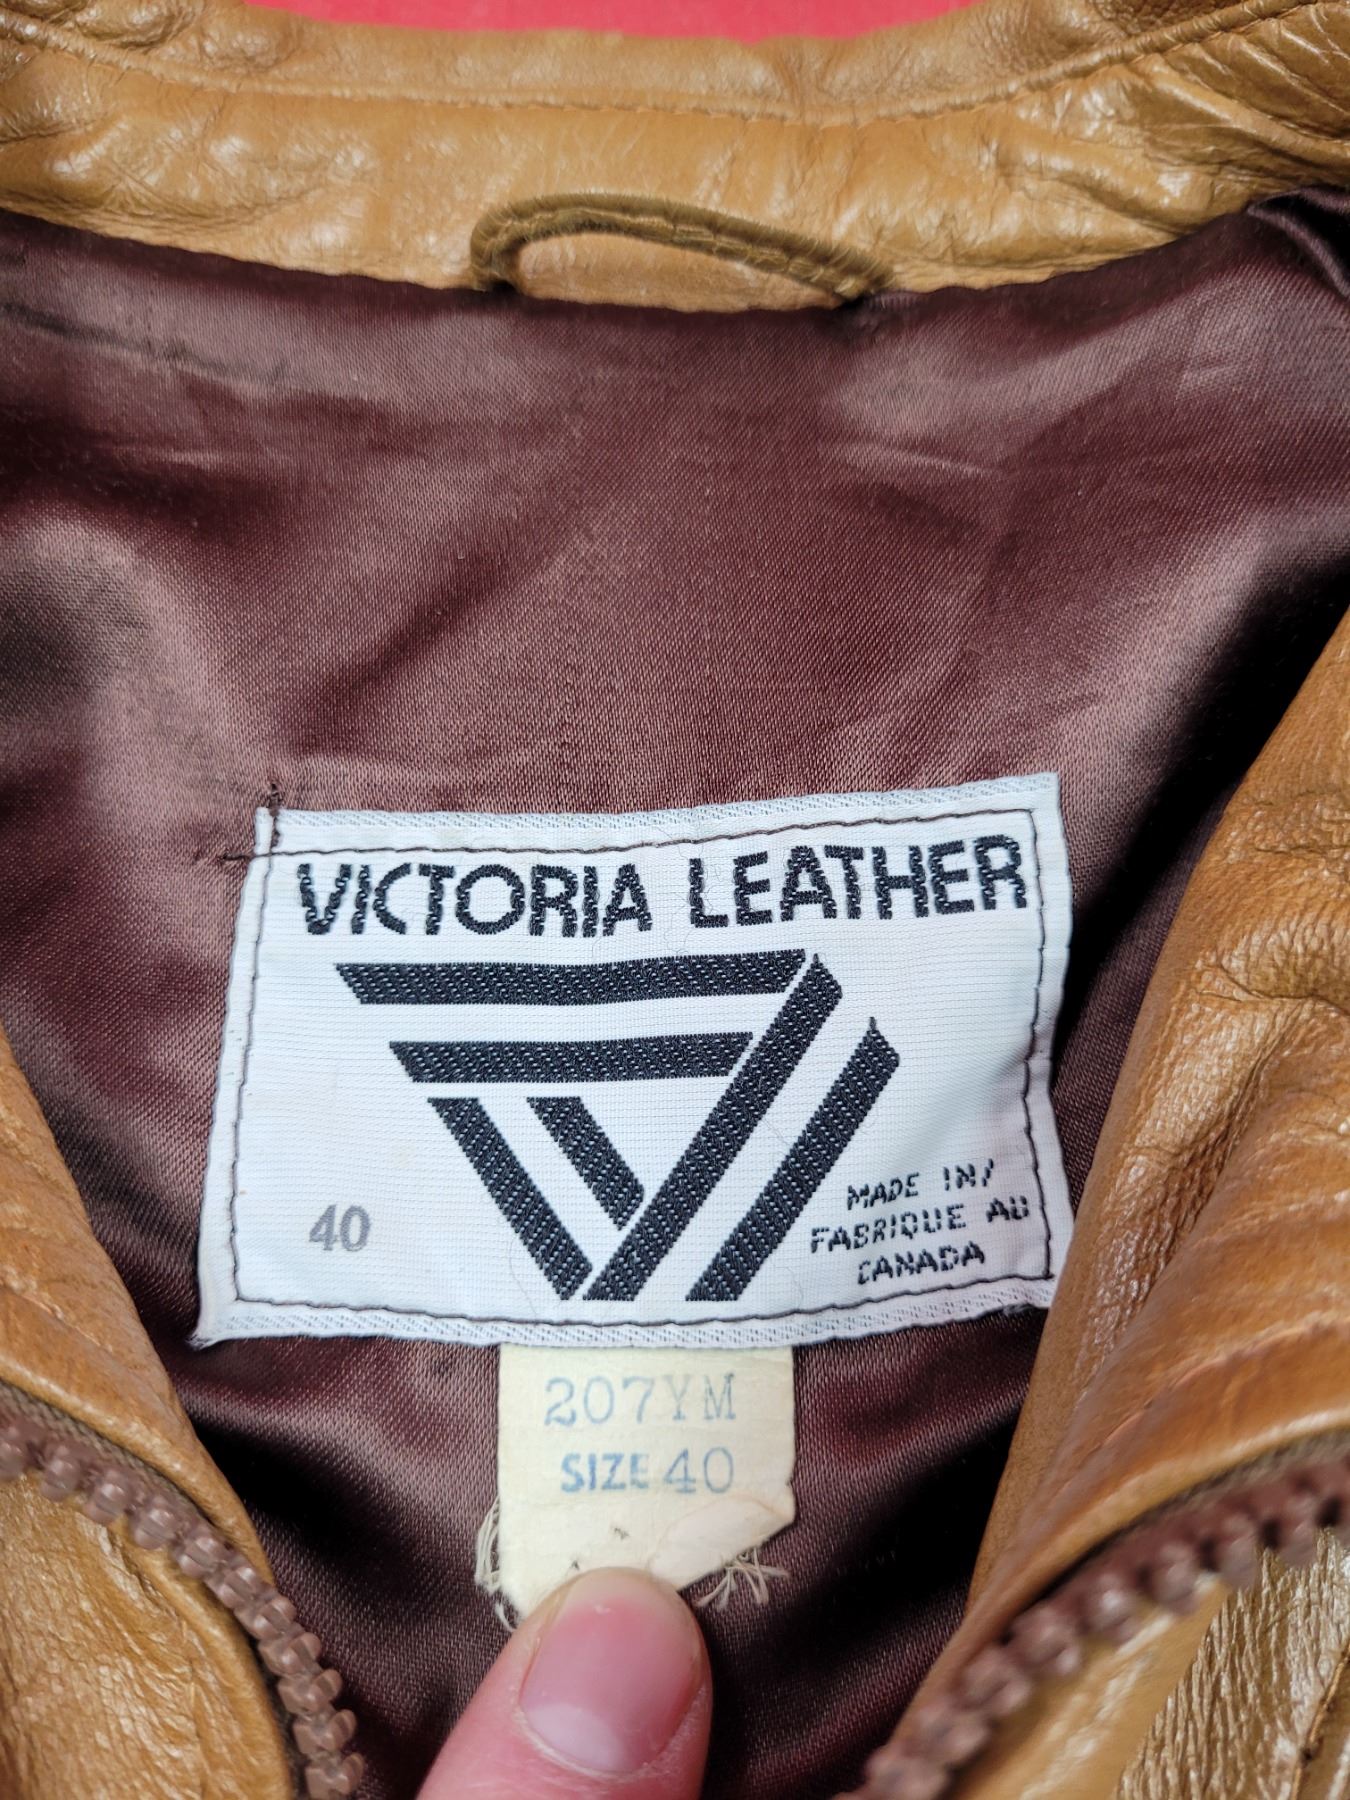 VICTORIA LEATHER
40
MADE IN/
FABRIQUE AU
CANADA
207YM
SIZE 40